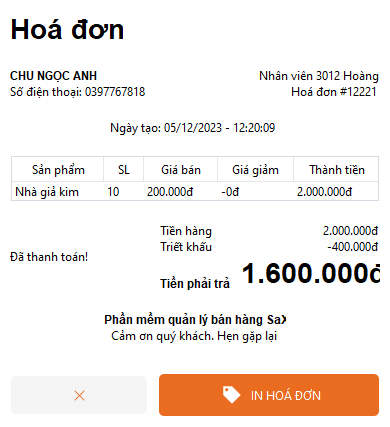 Hoá đơn
CHU NGỌC ANH
Nhân viên 3012 Hoàng
Số điện thoại: 0397767818
Hoá đơn #12221
Ngày tạo: 05/12/2023 - 12:20:09
Sản phẩm SL Giá bán Giá giảm Thành tiền
Nhà giả kim 10 200.000đ -0đ 2.000.000đ
Tiền hàng 2.000.000đ
Triết khấu -400.000đ
Đã thanh toán!
Tiền phải trả 1.600.000đ
Phần mềm quản lý bán hàng SaX
Cảm ơn quý khách. Hẹn gặp lại
IN HOÁ ĐƠN